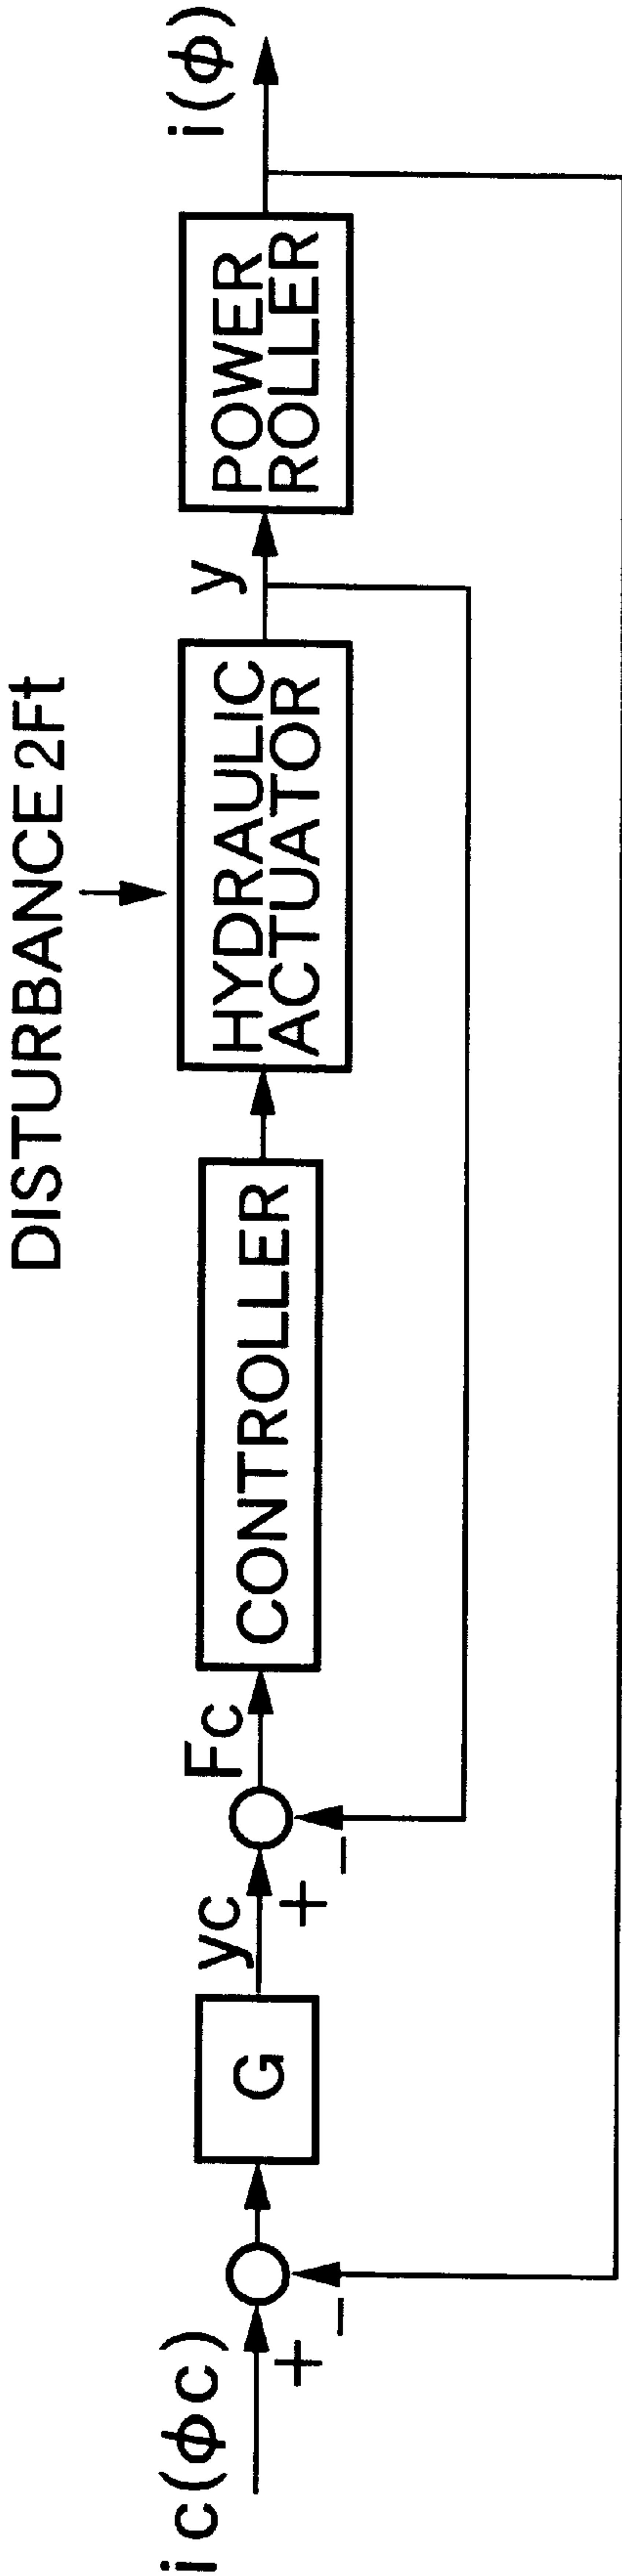 DISTURBANCE 2Ft
ic(ϕc)
+
−
G
yc
+
−
Fc
CONTROLLER
HYDRAULIC
ACTUATOR
y
POWER
ROLLER
i(ϕ)